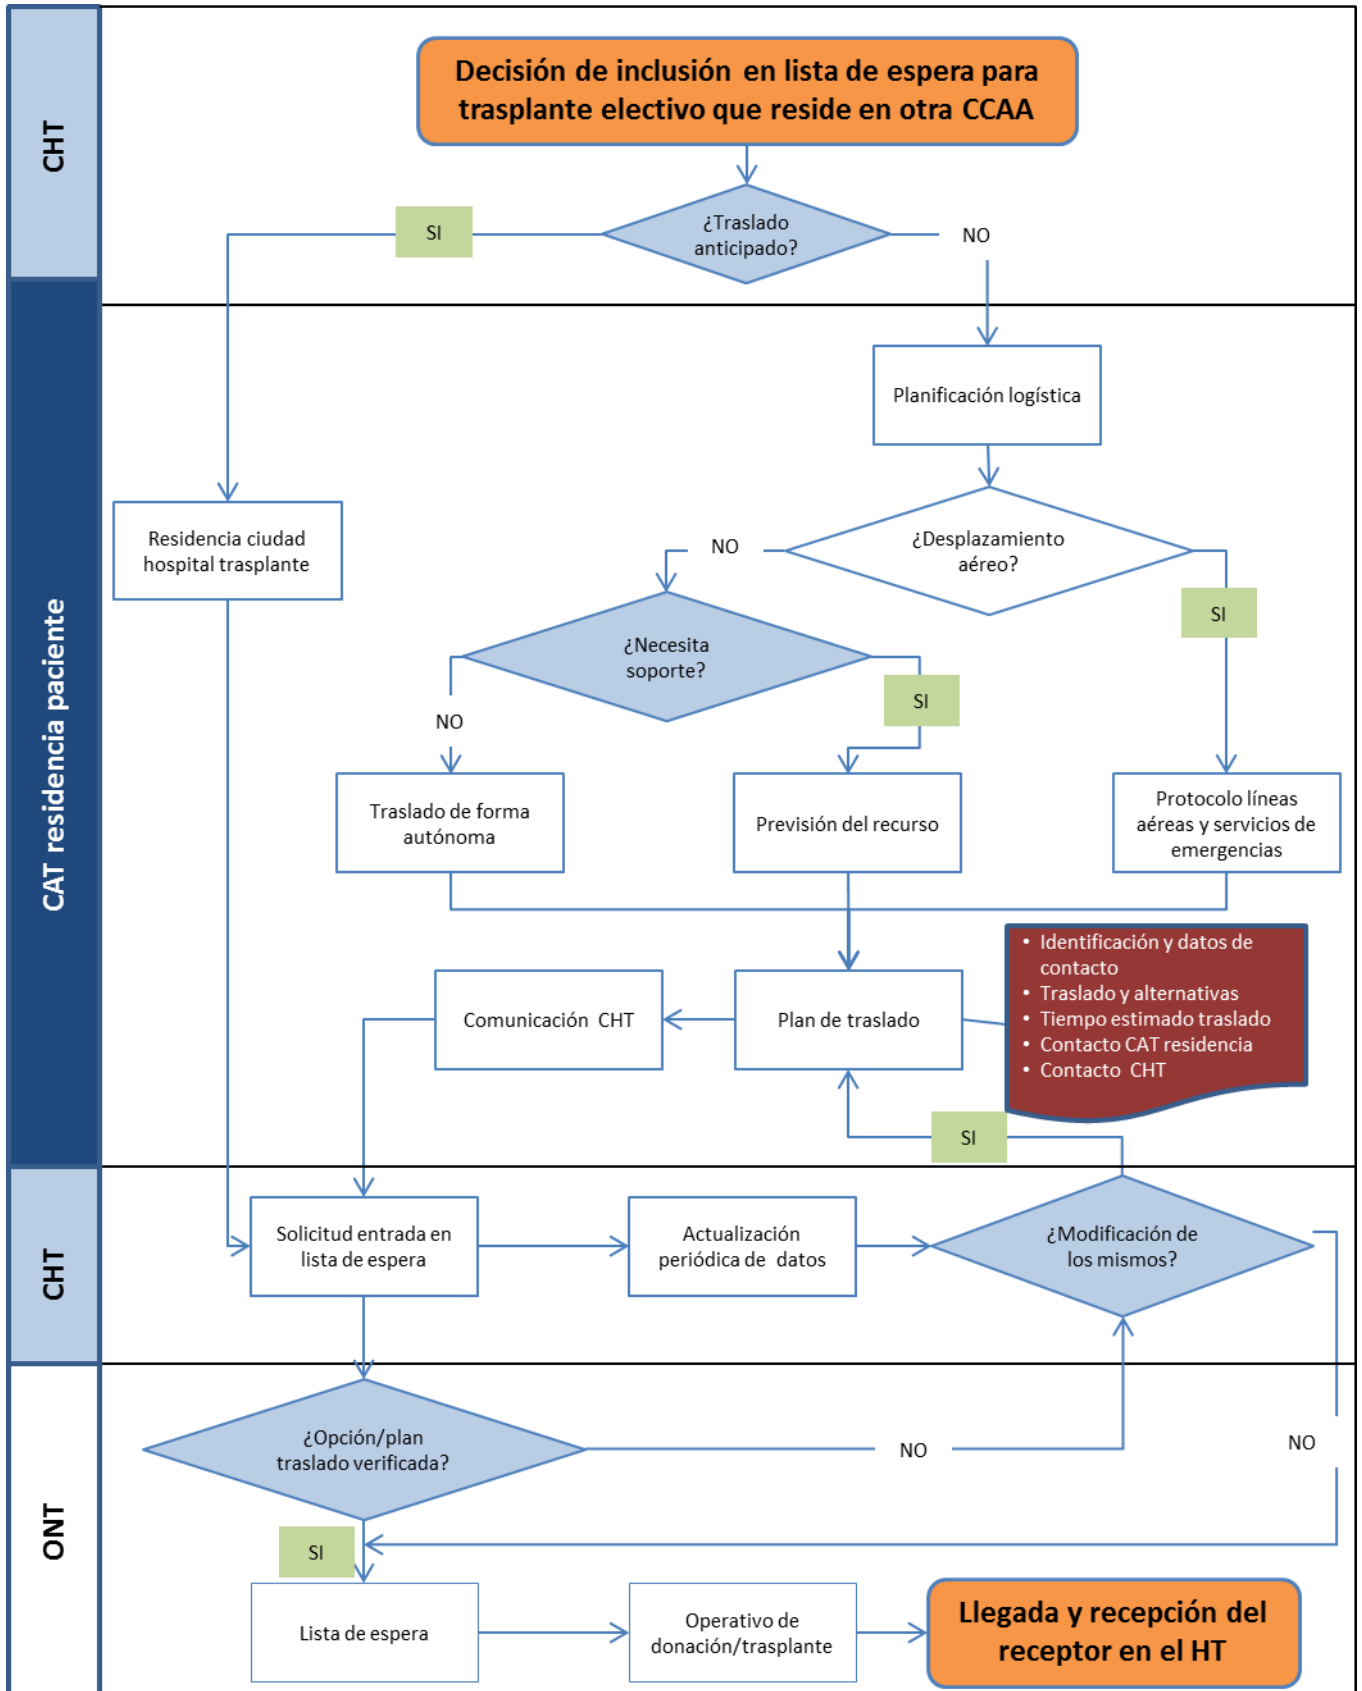 CHT
Decisión de inclusión en lista de espera para
trasplante electivo que reside en otra CCAA
¿Traslado
anticipado?
SI
NO
CAT residencia paciente
Planificación logística
Residencia ciudad
hospital trasplante
¿Desplazamiento
aéreo?
NO
SI
¿Necesita
soporte?
NO
SI
Traslado de forma
autónoma
Previsión del recurso
Protocolo líneas
aéreas y servicios de
emergencias
• Identificación y datos de
contacto
• Traslado y alternativas
• Tiempo estimado traslado
• Contacto CAT residencia
• Contacto CHT
Comunicación CHT
Plan de traslado
SI
CHT
Solicitud entrada en
lista de espera
Actualización
periódica de datos
¿Modificación de
los mismos?
ONT
¿Opción/plan
traslado verificada?
NO
NO
SI
Lista de espera
Operativo de
donación/trasplante
Llegada y recepción del
receptor en el HT